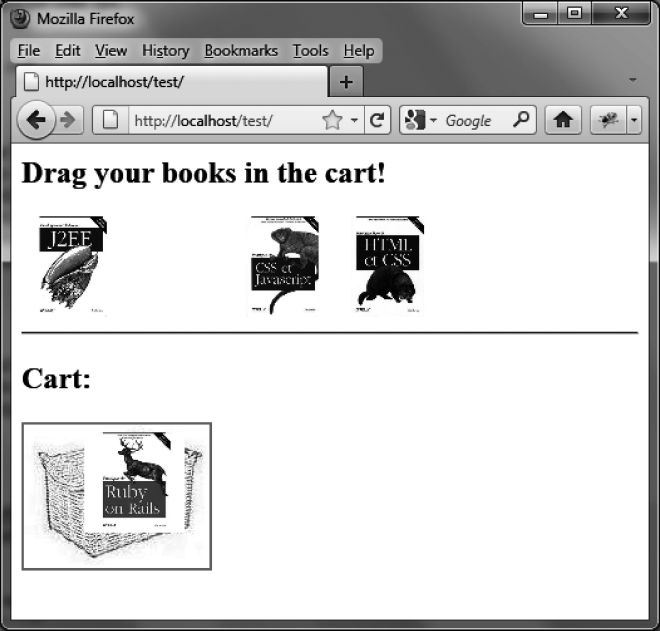 Mozilla Firefox
File Edit View History Bookmarks Tools Help
http://localhost/test/
http://localhost/test/ Google
Drag your books in the cart!
J2EE
CSS et
Javascript
HTML
et CSS
Cart:
Ruby
on Rails